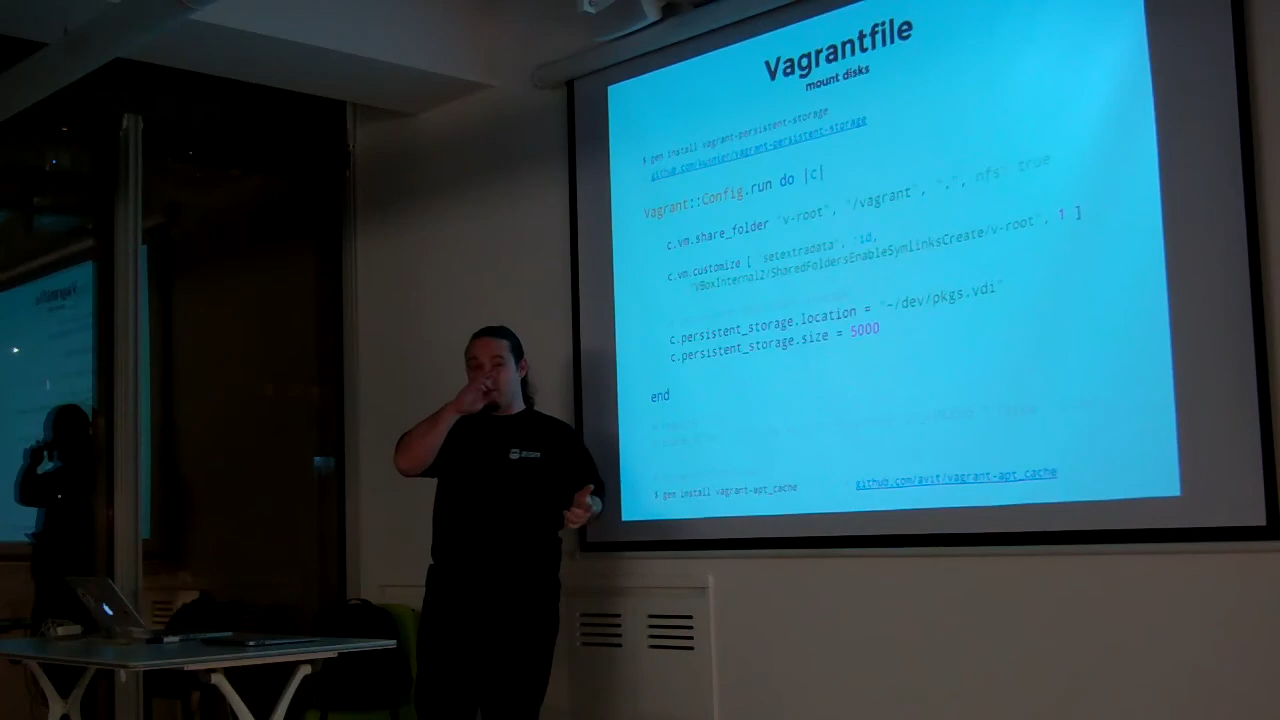 Vagrantfile
mount disks
$ gem install vagrant-persistent-storage
github.com/kusnier/vagrant-persistent-storage
Vagrant::Config.run do |c|
c.vm.share_folder "v-root", "/vagrant", ".", nfs: true
c.vm.customize [ 'setextradata', :id,
"VBoxInternal2/SharedFoldersEnableSymlinksCreate/v-root", 1 ]
c.persistent_storage.location = "~/dev/pkgs.vdi"
c.persistent_storage.size = 5000
end
$ gem install vagrant-apt_cache
github.com/avit/vagrant-apt_cache